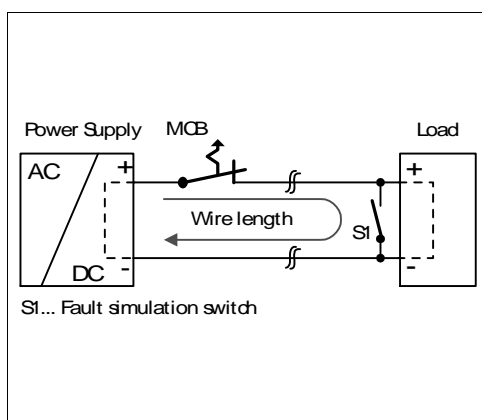 Power Supply
MCB
Load
AC
+
+
Wire length
S1
DC
-
-
S1... Fault simulation switch